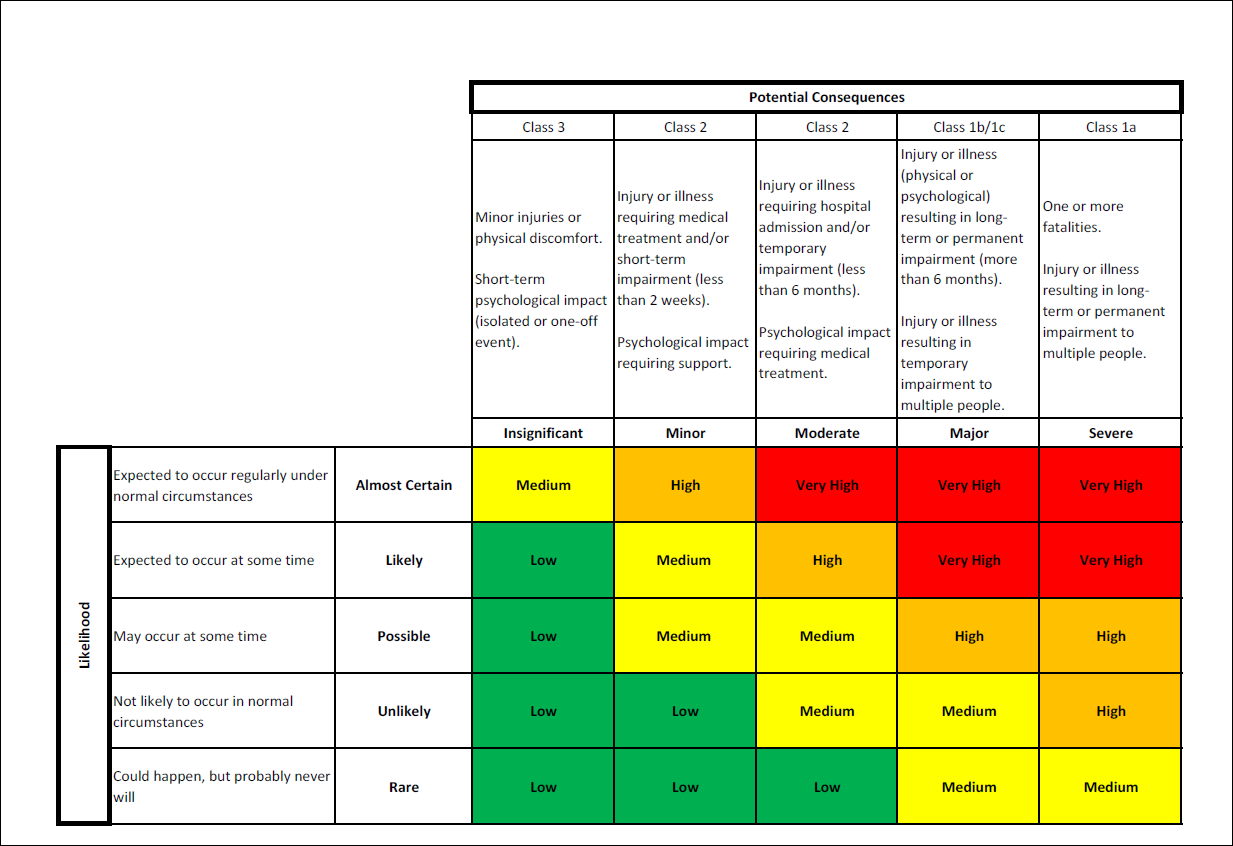 Potential Consequences
Class 3
Class 2
Class 2
Class 1b/1c
Class 1a
Minor injuries or
physical discomfort.
Short-term
psychological impact
(isolated or one-off
event).
Injury or illness
requiring medical
treatment and/or
short-term
impairment (less
than 2 weeks).
Psychological impact
requiring support.
Injury or illness
requiring hospital
admission and/or
temporary
impairment (less
than 6 months).
Psychological impact
requiring medical
treatment.
Injury or illness
(physical or
psychological)
resulting in long-
term or permanent
impairment (more
than 6 months).
Injury or illness
resulting in
temporary
impairment to
multiple people.
One or more
fatalities.
Injury or illness
resulting in long-
term or permanent
impairment to
multiple people.
Insignificant
Minor
Moderate
Major
Severe
Likelihood
Expected to occur regularly under
normal circumstances
Almost Certain
Medium
High
Very High
Very High
Very High
Expected to occur at some time
Likely
Low
Medium
High
Very High
Very High
May occur at some time
Possible
Low
Medium
Medium
High
High
Not likely to occur in normal
circumstances
Unlikely
Low
Low
Medium
Medium
High
Could happen, but probably never
will
Rare
Low
Low
Low
Medium
Medium